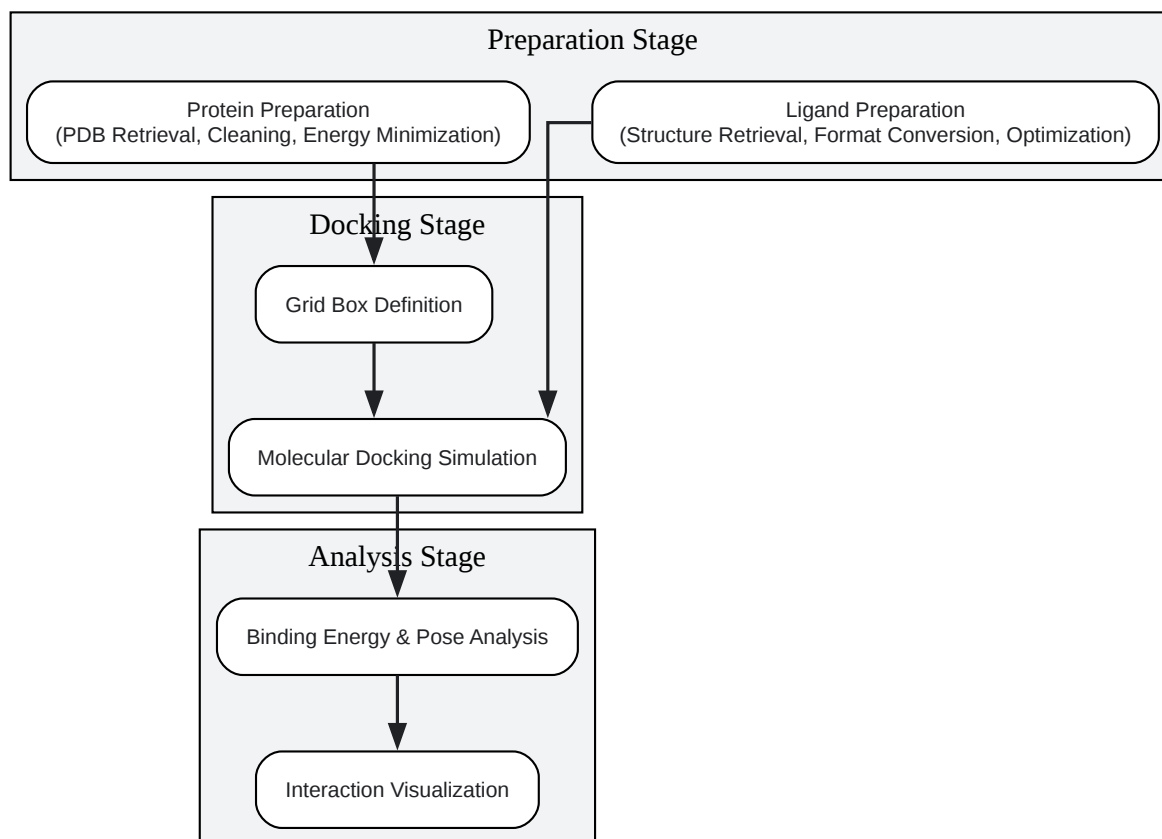 Preparation Stage
Protein Preparation
(PDB Retrieval, Cleaning, Energy Minimization)
Ligand Preparation
(Structure Retrieval, Format Conversion, Optimization)
Docking Stage
Grid Box Definition
Molecular Docking Simulation
Analysis Stage
Binding Energy & Pose Analysis
Interaction Visualization